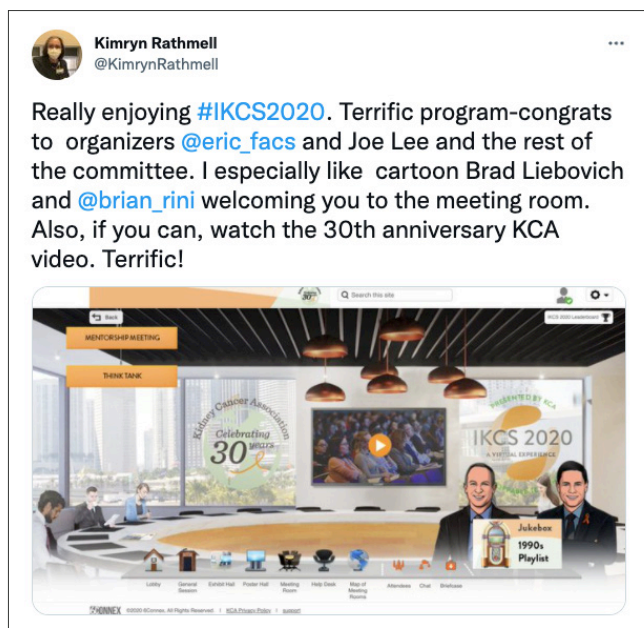 Kimryn Rathmell
@KimrynRathmell
Really enjoying #IKCS2020. Terrific program-congrats
to organizers @eric_facs and Joe Lee and the rest of
the committee. I especially like cartoon Brad Liebovich
and @brian_rini welcoming you to the meeting room.
Also, if you can, watch the 30th anniversary KCA
video. Terrific!
30
Search this site
Back
IKCS 2020 Leaderboard
MENTORSHIP MEETING
THINK TANK
Kidney Cancer Association
Celebrating
30 years
PRESENTED BY KCA
IKCS 2020
A VIRTUAL EXPERIENCE
Jukebox
1990s
Playlist
Lobby
General
Session
Exhibit Hall
Poster Hall
Meeting
Room
Help Desk
Map of
Meeting
Rooms
Attendees
Chat
Briefcase
©2020 6Connex. All Rights Reserved | KCA Privacy Policy | support